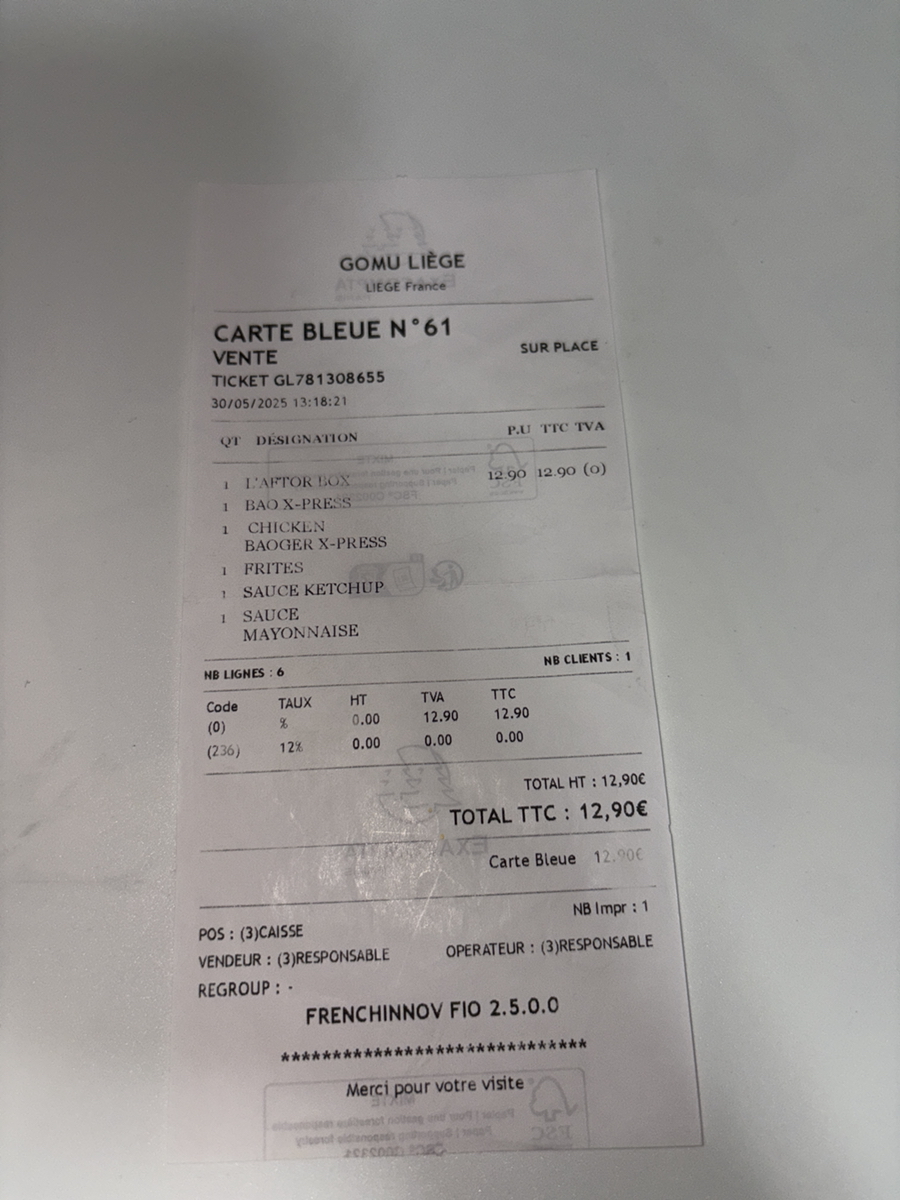 GOMU LIÈGE
LIEGE France
CARTE BLEUE N°61
VENTE SUR PLACE
TICKET GL781308655
30/05/2025 13:18:21
QT DÉSIGNATION P.U TTC TVA
1 L'AFTOR BOX 12.90 12.90 (0)
1 BAO X-PRESS
1 CHICKEN
BAOGER X-PRESS
1 FRITES
1 SAUCE KETCHUP
1 SAUCE
MAYONNAISE
NB LIGNES : 6 NB CLIENTS : 1
Code TAUX HT TVA TTC
(0) % 0.00 12.90 12.90
(236) 12% 0.00 0.00 0.00
TOTAL HT : 12,90€
TOTAL TTC : 12,90€
Carte Bleue 12.90€
NB Impr : 1
POS : (3)CAISSE
VENDEUR : (3)RESPONSABLE OPERATEUR : (3)RESPONSABLE
REGROUP : -
FRENCHINNOV FIO 2.5.0.0
******************************
Merci pour votre visite